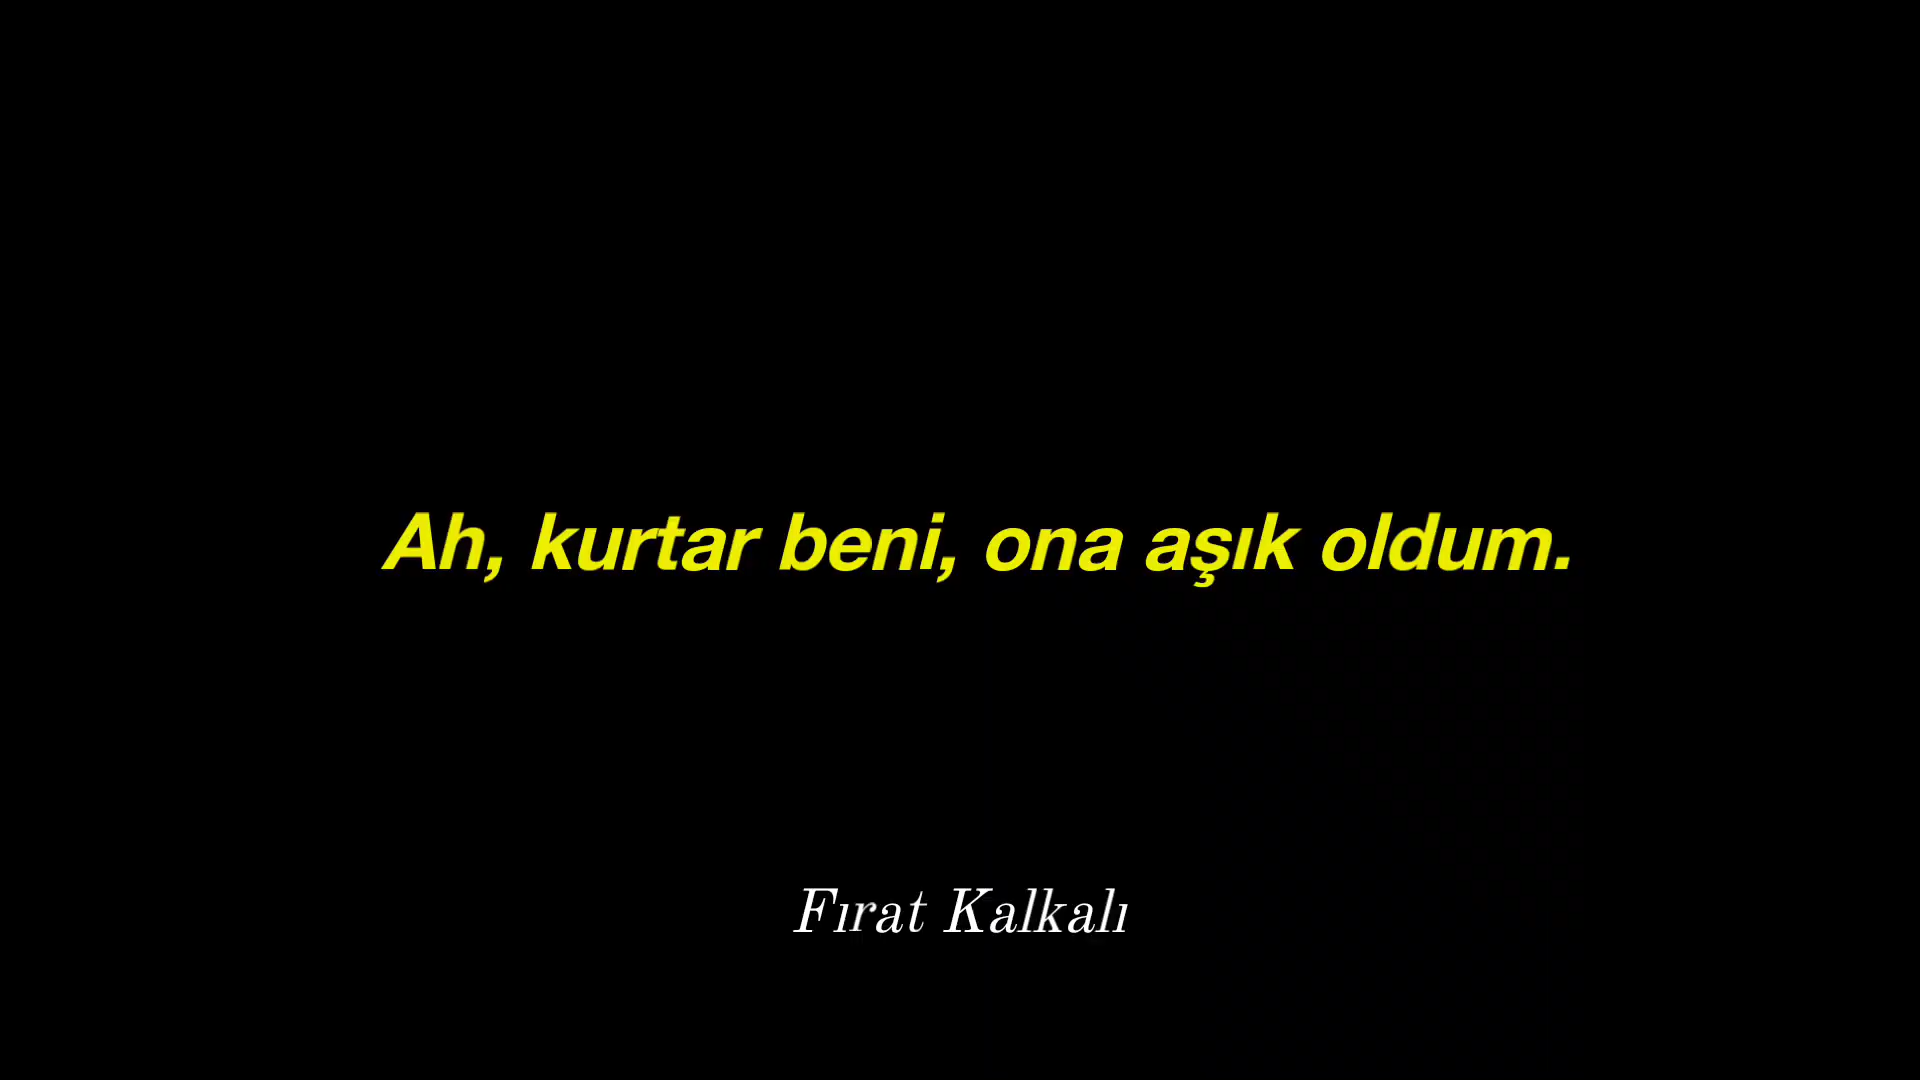 Ah, kurtar beni, ona aşık oldum.
Fırat Kalkalı